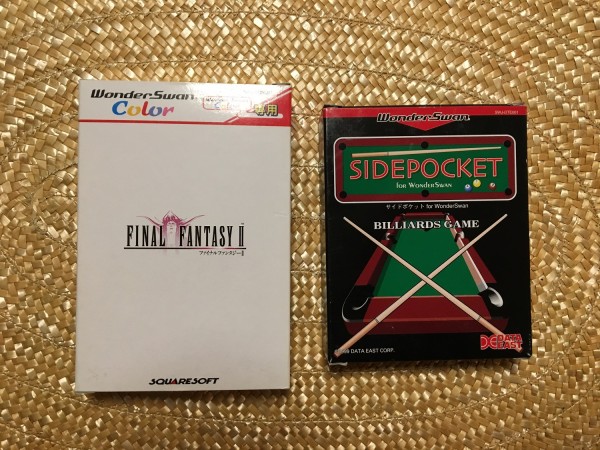 WonderSwan
Color
専用
FINAL FANTASY II
ファイナルファンタジーII
SQUARESOFT
WonderSwan
SIDEPOCKET
for WonderSwan
サイドポケット for WonderSwan
BILLIARDS GAME
DATA EAST CORP.
DATA
EAST